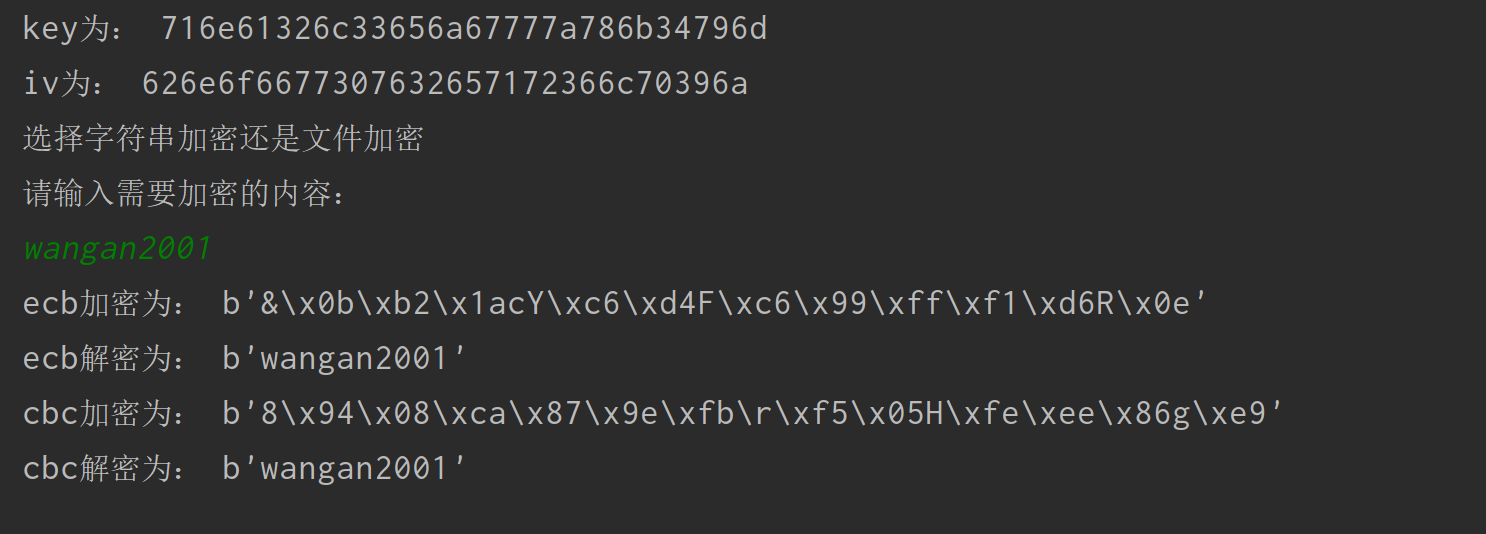 key为： 716e61326c33656a67777a786b34796d
iv为： 626e6f66773076326571723​66c70396a
选择字符串加密还是文件加密
请输入需要加密的内容：
wangan2001
ecb加密为： b'&\x0b\xb2\x1acY\xc6\xd4F\xc6\x99\xff\xf1\xd6R\x0e'
ecb解密为： b'wangan2001'
cbc加密为： b'8\x94\x08\xca\x87\x9e\xfb\r\xf5\x05H\xfe\xee\x86g\xe9'
cbc解密为： b'wangan2001'